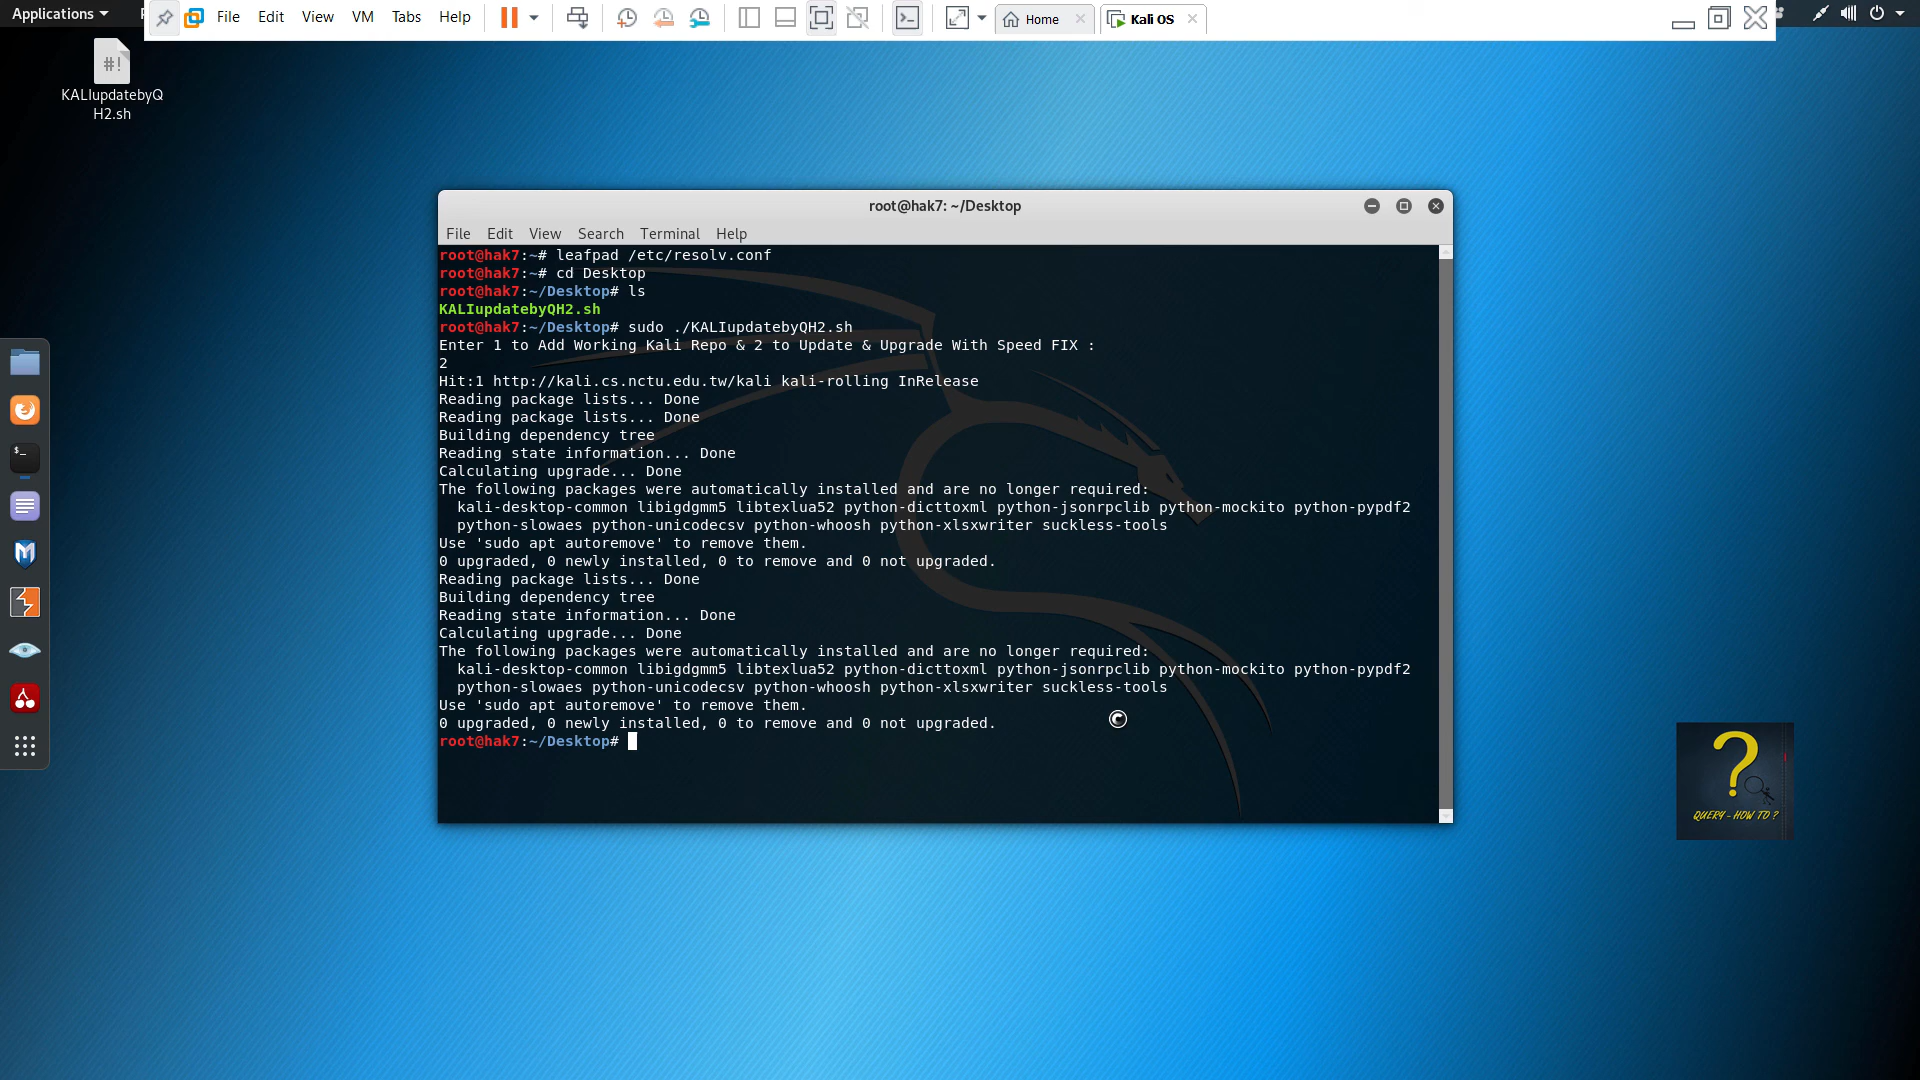 Applications
File Edit View VM Tabs Help
Home
Kali OS
#!
KALIupdatebyQ
H2.sh
root@hak7: ~/Desktop
File Edit View Search Terminal Help
root@hak7:~# leafpad /etc/resolv.conf
root@hak7:~# cd Desktop
root@hak7:~/Desktop# ls
KALIupdatebyQH2.sh
root@hak7:~/Desktop# sudo ./KALIupdatebyQH2.sh
Enter 1 to Add Working Kali Repo & 2 to Update & Upgrade With Speed FIX :
2
Hit:1 http://kali.cs.nctu.edu.tw/kali kali-rolling InRelease
Reading package lists... Done
Reading package lists... Done
Building dependency tree
Reading state information... Done
Calculating upgrade... Done
The following packages were automatically installed and are no longer required:
  kali-desktop-common libigdgmm5 libtexlua52 python-dicttoxml python-jsonrpclib python-mockito python-pypdf2
  python-slowaes python-unicodecsv python-whoosh python-xlsxwriter suckless-tools
Use 'sudo apt autoremove' to remove them.
0 upgraded, 0 newly installed, 0 to remove and 0 not upgraded.
Reading package lists... Done
Building dependency tree
Reading state information... Done
Calculating upgrade... Done
The following packages were automatically installed and are no longer required:
  kali-desktop-common libigdgmm5 libtexlua52 python-dicttoxml python-jsonrpclib python-mockito python-pypdf2
  python-slowaes python-unicodecsv python-whoosh python-xlsxwriter suckless-tools
Use 'sudo apt autoremove' to remove them.
0 upgraded, 0 newly installed, 0 to remove and 0 not upgraded.
root@hak7:~/Desktop#
?
QUERY - HOW TO ?